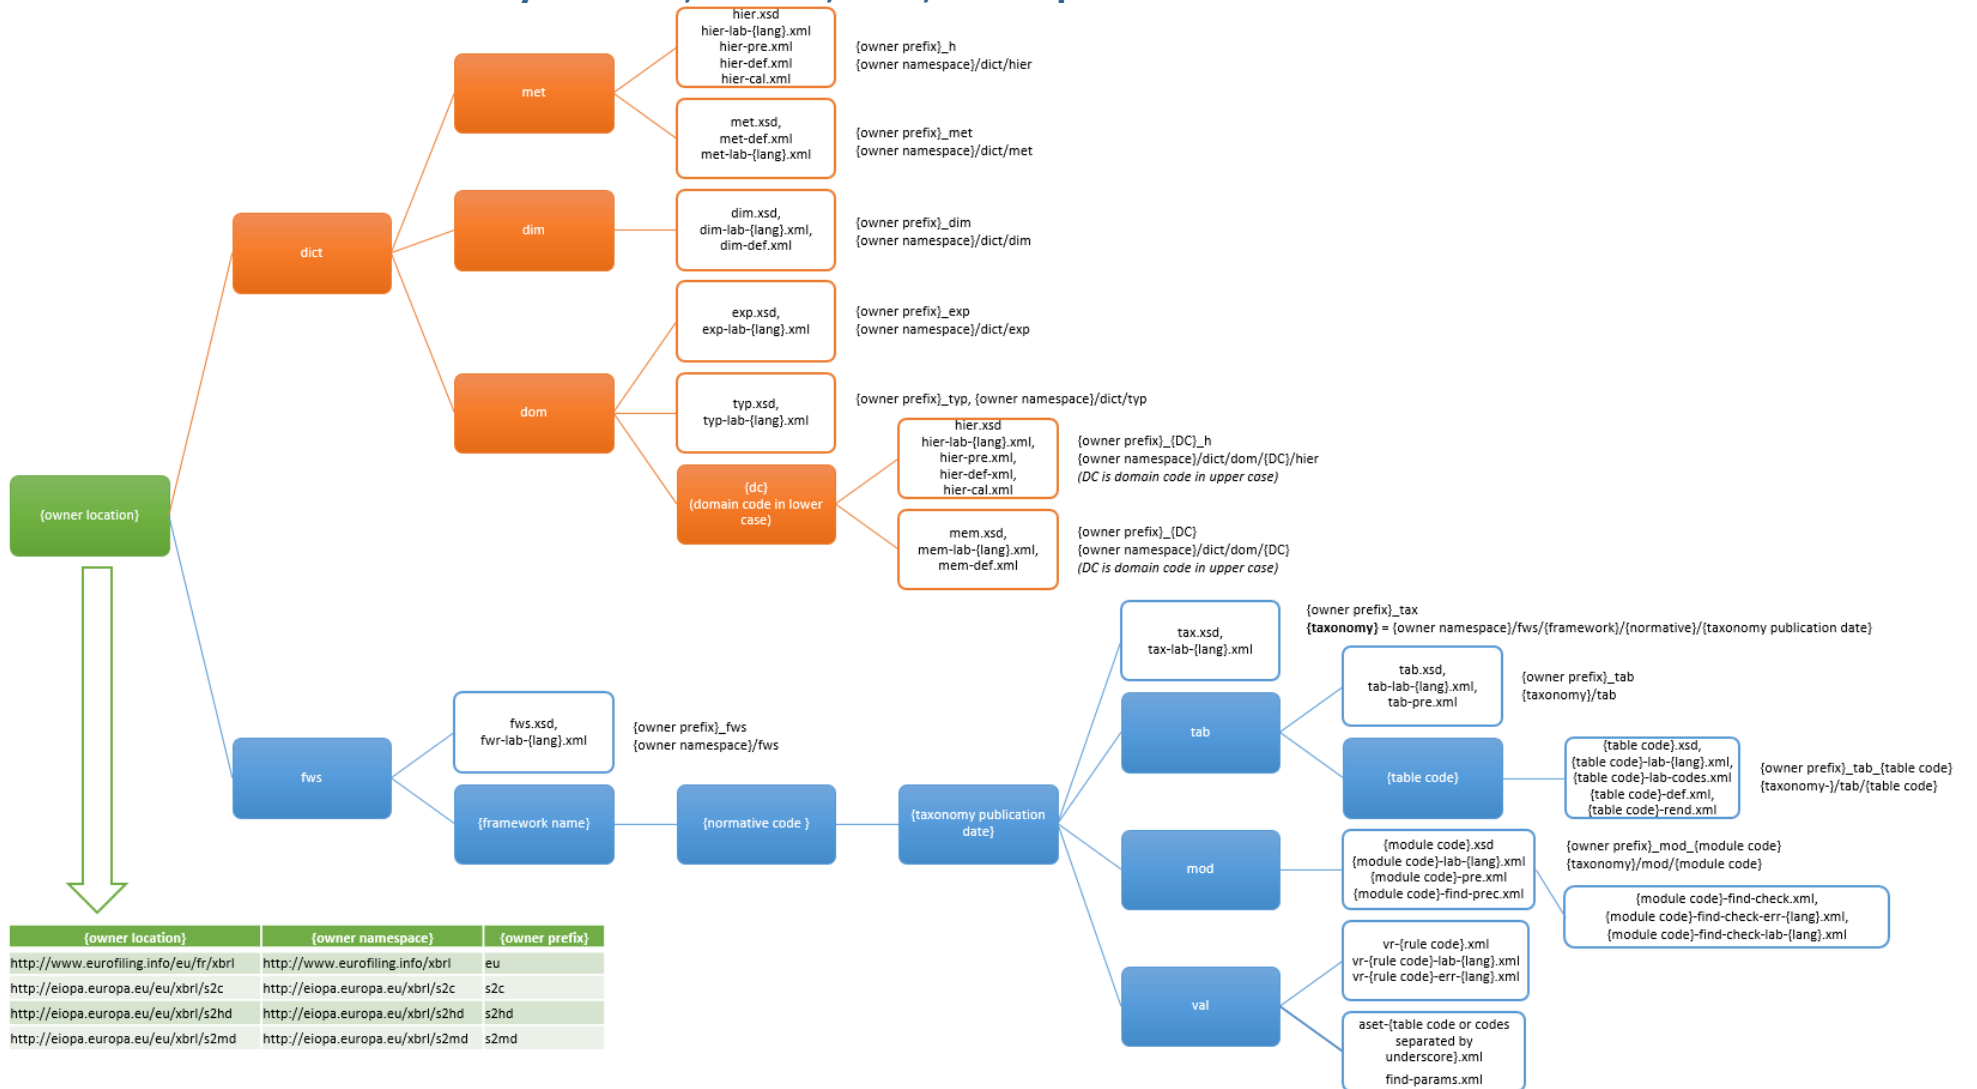 hier.xsd
hier-lab-{lang}.xml
hier-pre.xml
hier-def.xml
hier-cal.xml
{owner prefix}_h
{owner namespace}/dict/hier
met
met.xsd,
met-def.xml
met-lab-{lang}.xml
{owner prefix}_met
{owner namespace}/dict/met
dim
dim.xsd,
dim-lab-{lang}.xml,
dim-def.xml
{owner prefix}_dim
{owner namespace}/dict/dim
dict
exp.xsd,
exp-lab-{lang}.xml
{owner prefix}_exp
{owner namespace}/dict/exp
dom
typ.xsd,
typ-lab-{lang}.xml
{owner prefix}_typ, {owner namespace}/dict/typ
{dc}
(domain code in lower
case)
hier.xsd
hier-lab-{lang}.xml,
hier-pre.xml,
hier-def-xml,
hier-cal.xml
{owner prefix}_{DC}_h
{owner namespace}/dict/dom/{DC}/hier
(DC is domain code in upper case)
mem.xsd,
mem-lab-{lang}.xml,
mem-def.xml
{owner prefix}_{DC}
{owner namespace}/dict/dom/{DC}
(DC is domain code in upper case)
{owner location}
tax.xsd,
tax-lab-{lang}.xml
{owner prefix}_tax
{taxonomy} = {owner namespace}/fws/{framework}/{normative}/{taxonomy publication date}
tab
tab.xsd,
tab-lab-{lang}.xml,
tab-pre.xml
{owner prefix}_tab
{taxonomy}/tab
{table code}
{table code}.xsd,
{table code}-lab-{lang}.xml,
{table code}-lab-codes.xml
{table code}-def.xml,
{table code}-rend.xml
{owner prefix}_tab_{table code}
{taxonomy-}/tab/{table code}
fws
fws.xsd,
fwr-lab-{lang}.xml
{owner prefix}_fws
{owner namespace}/fws
{framework name}
{normative code }
{taxonomy publication
date}
mod
{module code}.xsd
{module code}-lab-{lang}.xml
{module code}-pre.xml
{module code}-find-prec.xml
{owner prefix}_mod_{module code}
{taxonomy}/mod/{module code}
{module code}-find-check.xml,
{module code}-find-check-err-{lang}.xml,
{module code}-find-check-lab-{lang}.xml
val
vr-{rule code}.xml
vr-{rule code}-lab-{lang}.xml
vr-{rule code}-err-{lang}.xml
aset-{table code or codes
separated by
underscore}.xml
find-params.xml
{owner location} {owner namespace} {owner prefix}
http://www.eurofiling.info/eu/fr/xbrl http://www.eurofiling.info/xbrl eu
http://eiopa.europa.eu/eu/xbrl/s2c http://eiopa.europa.eu/xbrl/s2c s2c
http://eiopa.europa.eu/eu/xbrl/s2hd http://eiopa.europa.eu/xbrl/s2hd s2hd
http://eiopa.europa.eu/eu/xbrl/s2md http://eiopa.europa.eu/xbrl/s2md s2md